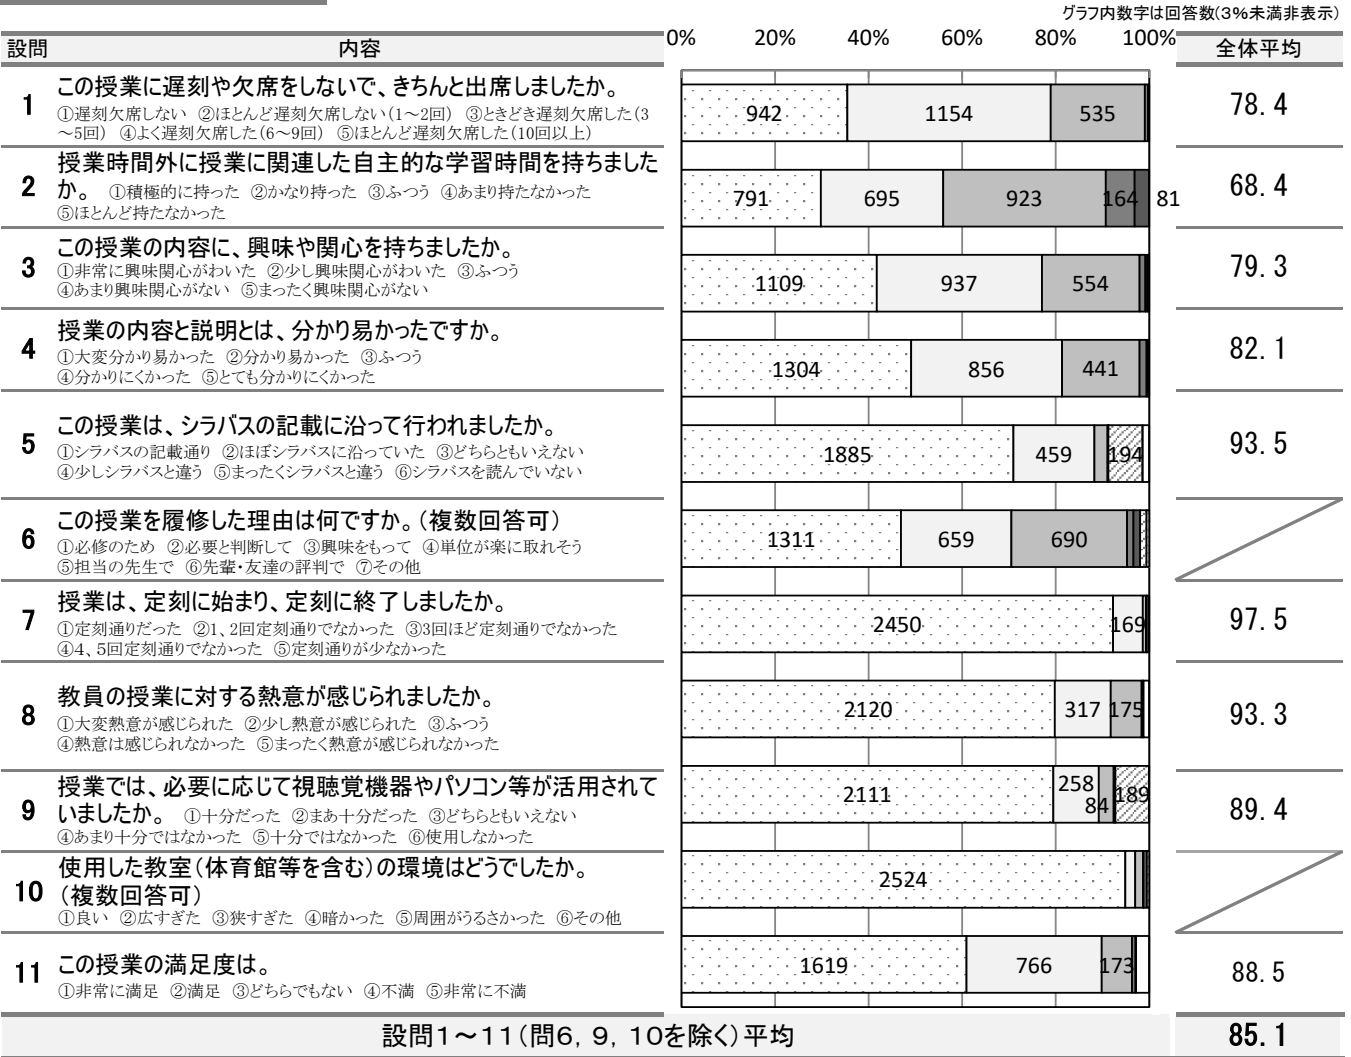 グラフ内数字は回答数(3%未満非表示)
設問 内容 0% 20% 40% 60% 80% 100% 全体平均
1 この授業に遅刻や欠席をしないで、きちんと出席しましたか。
①遅刻欠席しない ②ほとんど遅刻欠席しない(1～2回) ③ときどき遅刻欠席した(3
～5回) ④よく遅刻欠席した(6～9回) ⑤ほとんど遅刻欠席した(10回以上)
942 1154 535 78.4
2 授業時間外に授業に関連した自主的な学習時間を持ちました
か。 ①積極的に持った ②かなり持った ③ふつう ④あまり持たなかった
⑤ほとんど持たなかった
791 695 923 164 81 68.4
3 この授業の内容に、興味や関心を持ちましたか。
①非常に興味関心がわいた ②少し興味関心がわいた ③ふつう
④あまり興味関心がない ⑤まったく興味関心がない
1109 937 554 79.3
4 授業の内容と説明とは、分かり易かったですか。
①大変分かり易かった ②分かり易かった ③ふつう
④分かりにくかった ⑤とても分かりにくかった
1304 856 441 82.1
5 この授業は、シラバスの記載に沿って行われましたか。
①シラバスの記載通り ②ほぼシラバスに沿っていた ③どちらともいえない
④少しシラバスと違う ⑤まったくシラバスと違う ⑥シラバスを読んでいない
1885 459 194 93.5
6 この授業を履修した理由は何ですか。(複数回答可)
①必修のため ②必要と判断して ③興味をもって ④単位が楽に取れそう
⑤担当の先生で ⑥先輩・友達の評判で ⑦その他
1311 659 690
7 授業は、定刻に始まり、定刻に終了しましたか。
①定刻通りだった ②1、2回定刻通りでなかった ③3回ほど定刻通りでなかった
④4、5回定刻通りでなかった ⑤定刻通りが少なかった
2450 169 97.5
8 教員の授業に対する熱意が感じられましたか。
①大変熱意が感じられた ②少し熱意が感じられた ③ふつう
④熱意は感じられなかった ⑤まったく熱意が感じられなかった
2120 317 175 93.3
9 授業では、必要に応じて視聴覚機器やパソコン等が活用されて
いましたか。 ①十分だった ②まあ十分だった ③どちらともいえない
④あまり十分ではなかった ⑤十分ではなかった ⑥使用しなかった
2111 258 84 189 89.4
10 使用した教室(体育館等を含む)の環境はどうでしたか。
(複数回答可)
①良い ②広すぎた ③狭すぎた ④暗かった ⑤周囲がうるさかった ⑥その他
2524
11 この授業の満足度は。
①非常に満足 ②満足 ③どちらでもない ④不満 ⑤非常に不満
1619 766 173 88.5
設問1～11(問6,9,10を除く)平均 85.1